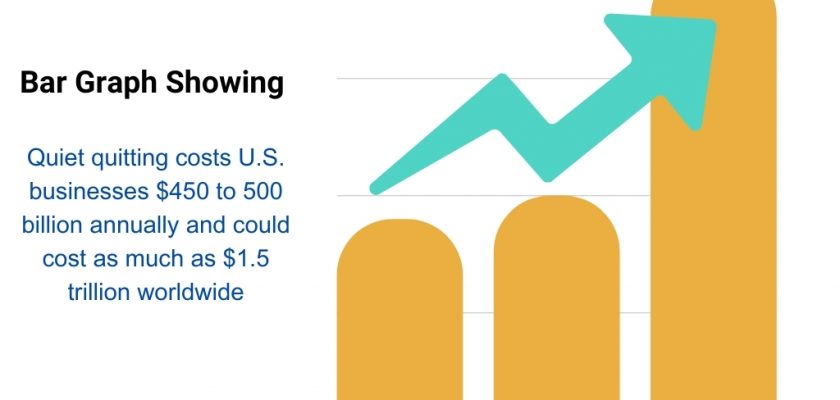 Bar Graph Showing
Quiet quitting costs U.S.
businesses $450 to 500
billion annually and could
cost as much as $1.5
trillion worldwide